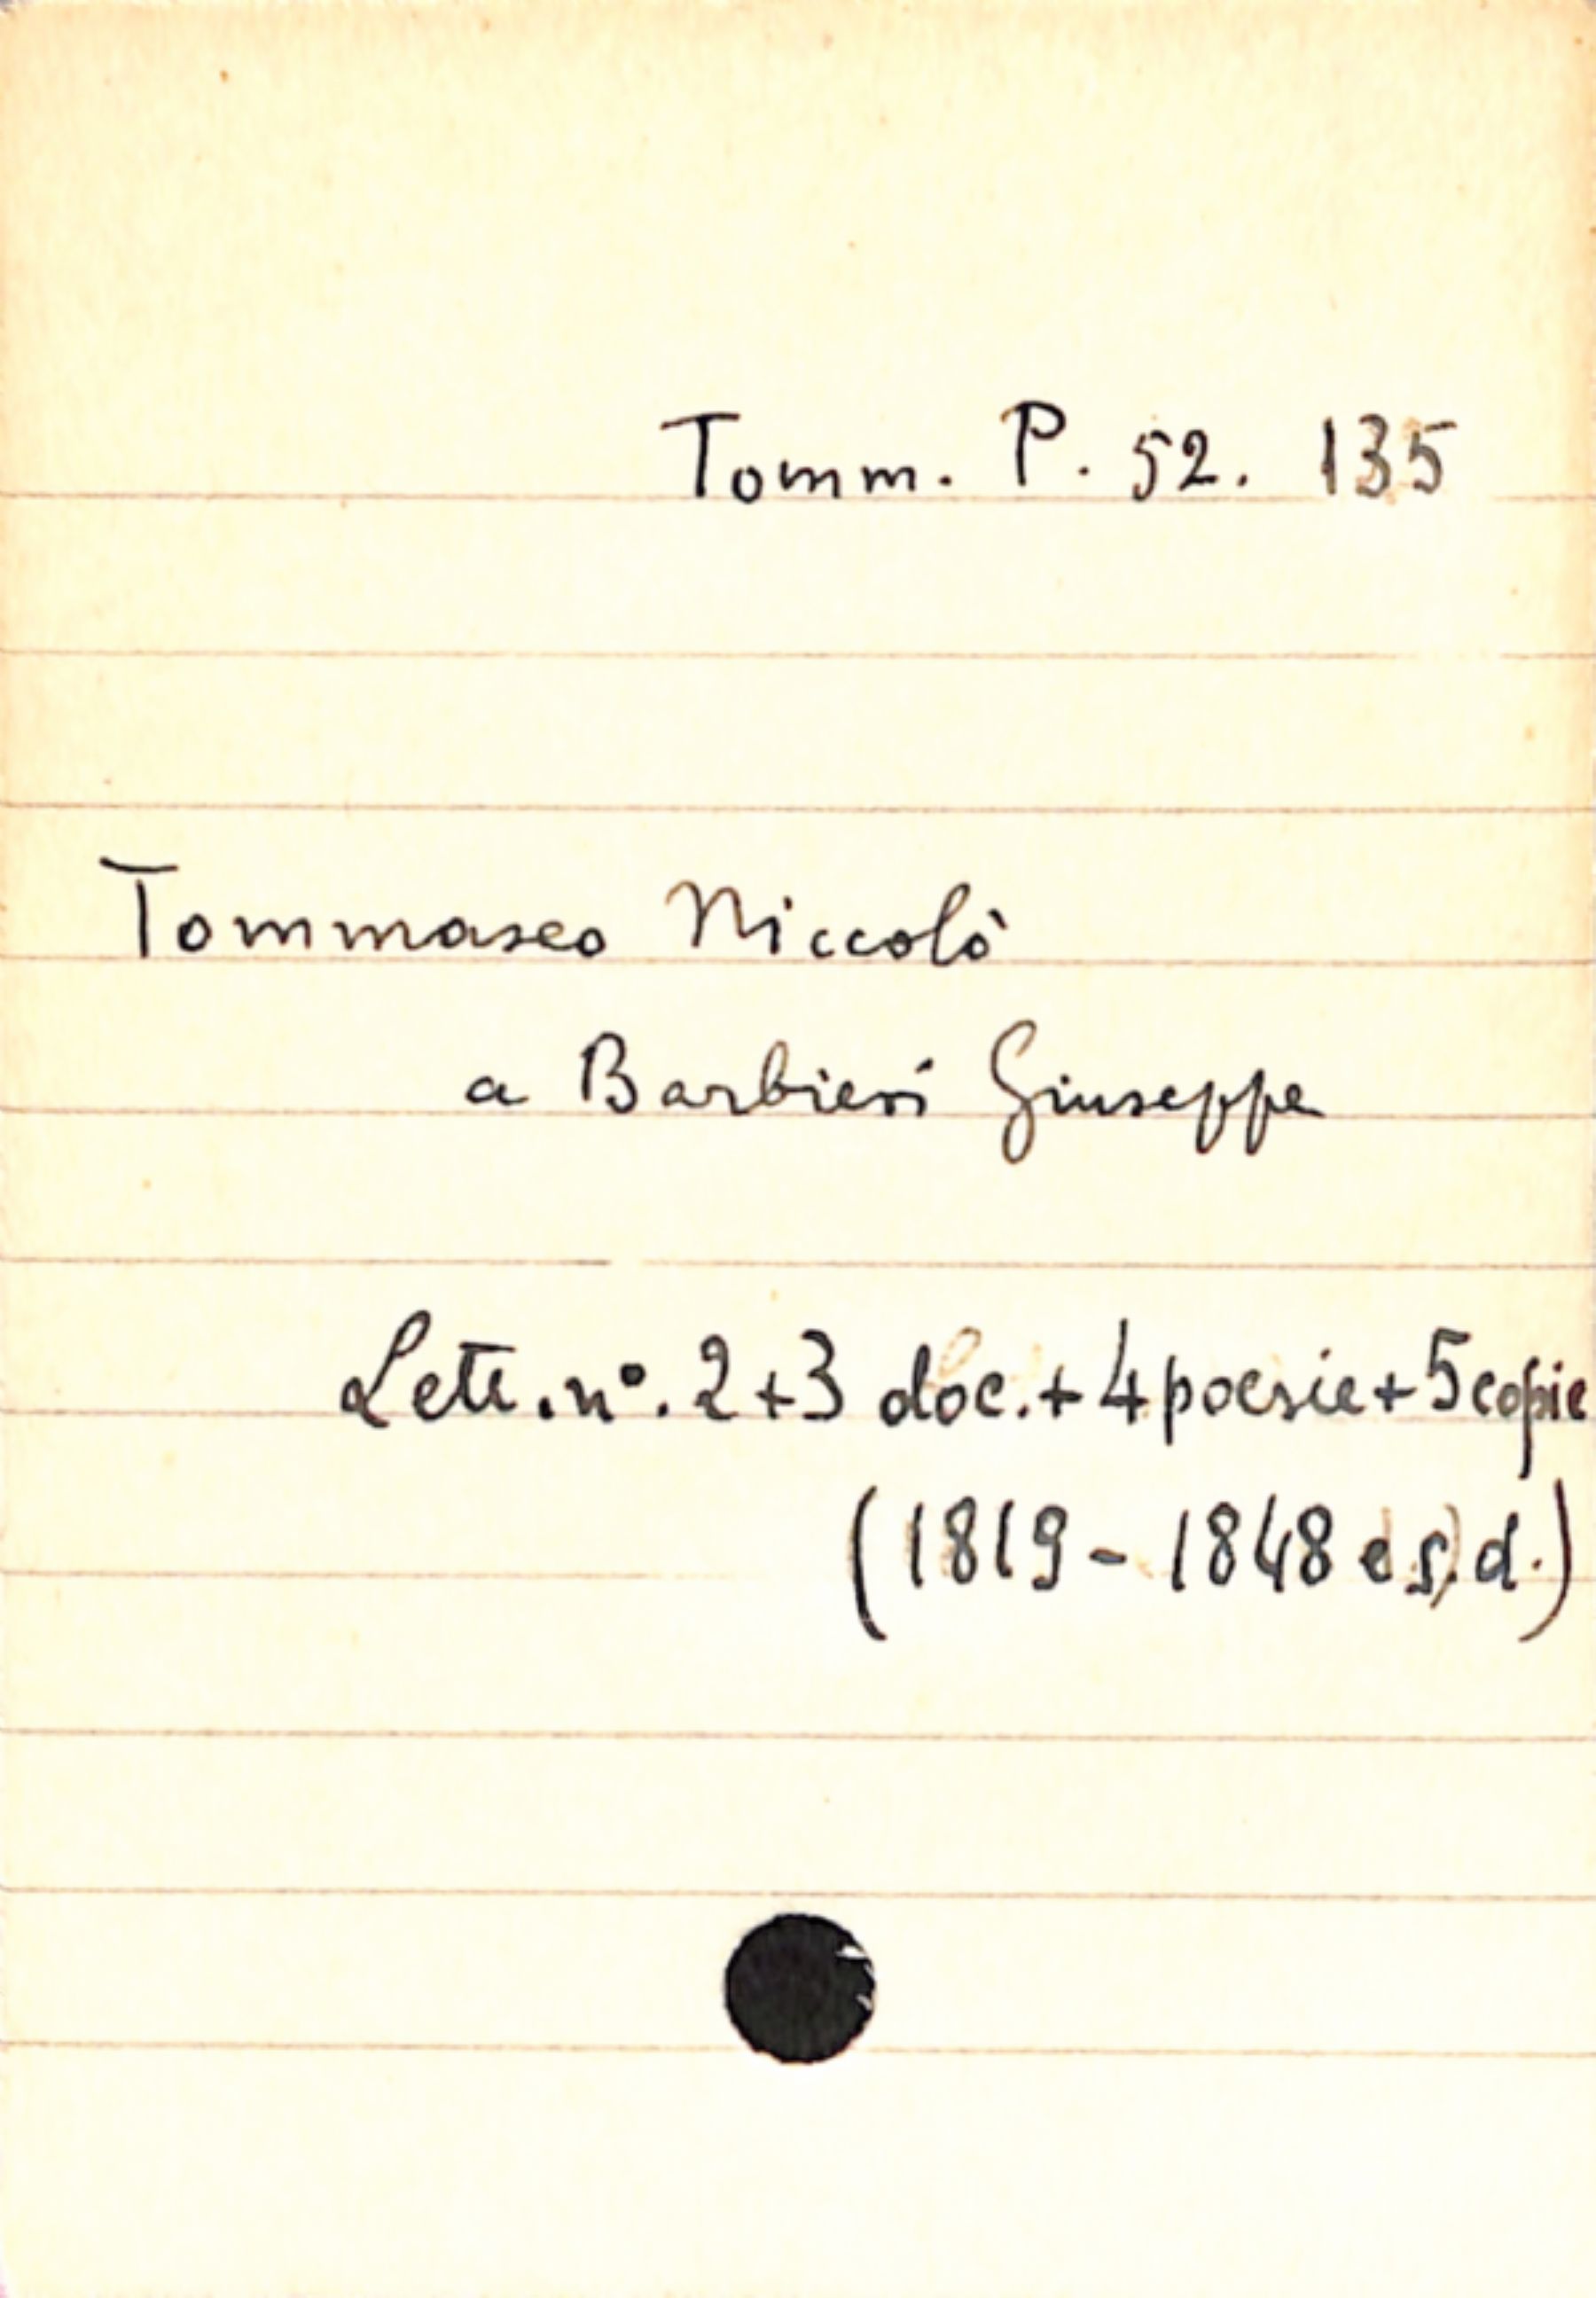 Tomm. P. 52. 135
Tommaseo Niccolò
a Barbieri Giuseppe
Lett. n°. 2+3 doc. + 4 poesie + 5 copie
(1819 - 1848 e s.d.)